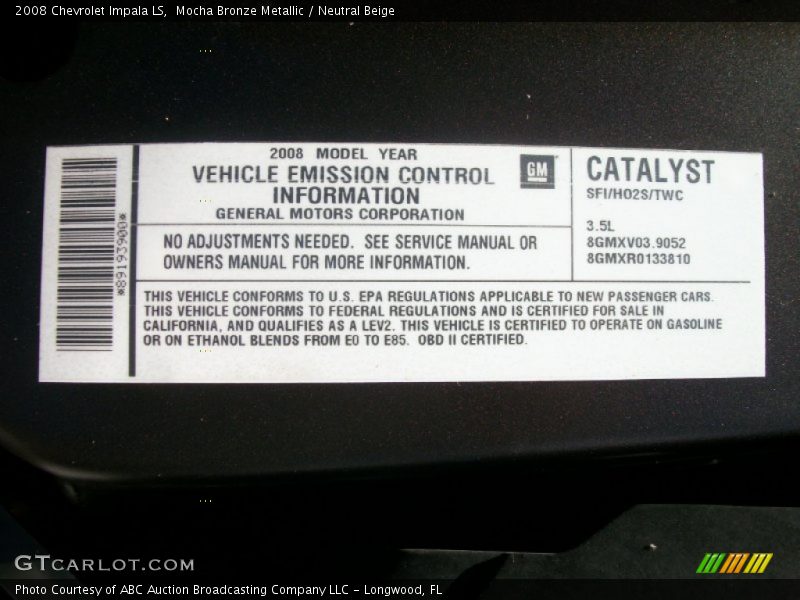 2008 Chevrolet Impala LS,  Mocha Bronze Metallic / Neutral Beige
*89193900*
2008 MODEL YEAR
VEHICLE EMISSION CONTROL
INFORMATION
GENERAL MOTORS CORPORATION
GM
NO ADJUSTMENTS NEEDED. SEE SERVICE MANUAL OR
OWNERS MANUAL FOR MORE INFORMATION.
CATALYST
SFI/HO2S/TWC
3.5L
8GMXV03.9052
8GMXR0133810
THIS VEHICLE CONFORMS TO U.S. EPA REGULATIONS APPLICABLE TO NEW PASSENGER CARS.
THIS VEHICLE CONFORMS TO FEDERAL REGULATIONS AND IS CERTIFIED FOR SALE IN
CALIFORNIA, AND QUALIFIES AS A LEV2. THIS VEHICLE IS CERTIFIED TO OPERATE ON GASOLINE
OR ON ETHANOL BLENDS FROM E0 TO E85. OBD II CERTIFIED.
GTCARLOT.COM
Photo Courtesy of ABC Auction Broadcasting Company LLC - Longwood, FL